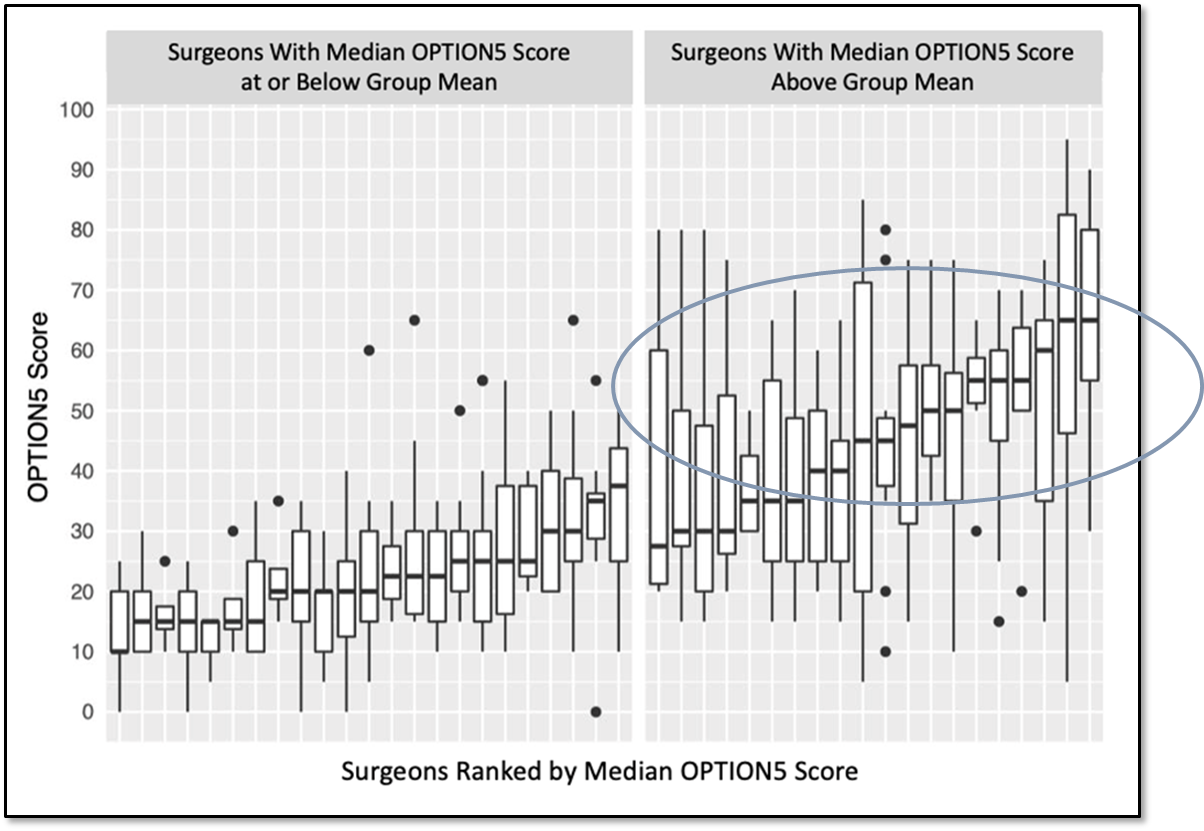 Surgeons With Median OPTION5 Score
at or Below Group Mean
Surgeons With Median OPTION5 Score
Above Group Mean
100
90
80
70
60
50
40
30
20
10
0
OPTION5 Score
Surgeons Ranked by Median OPTION5 Score